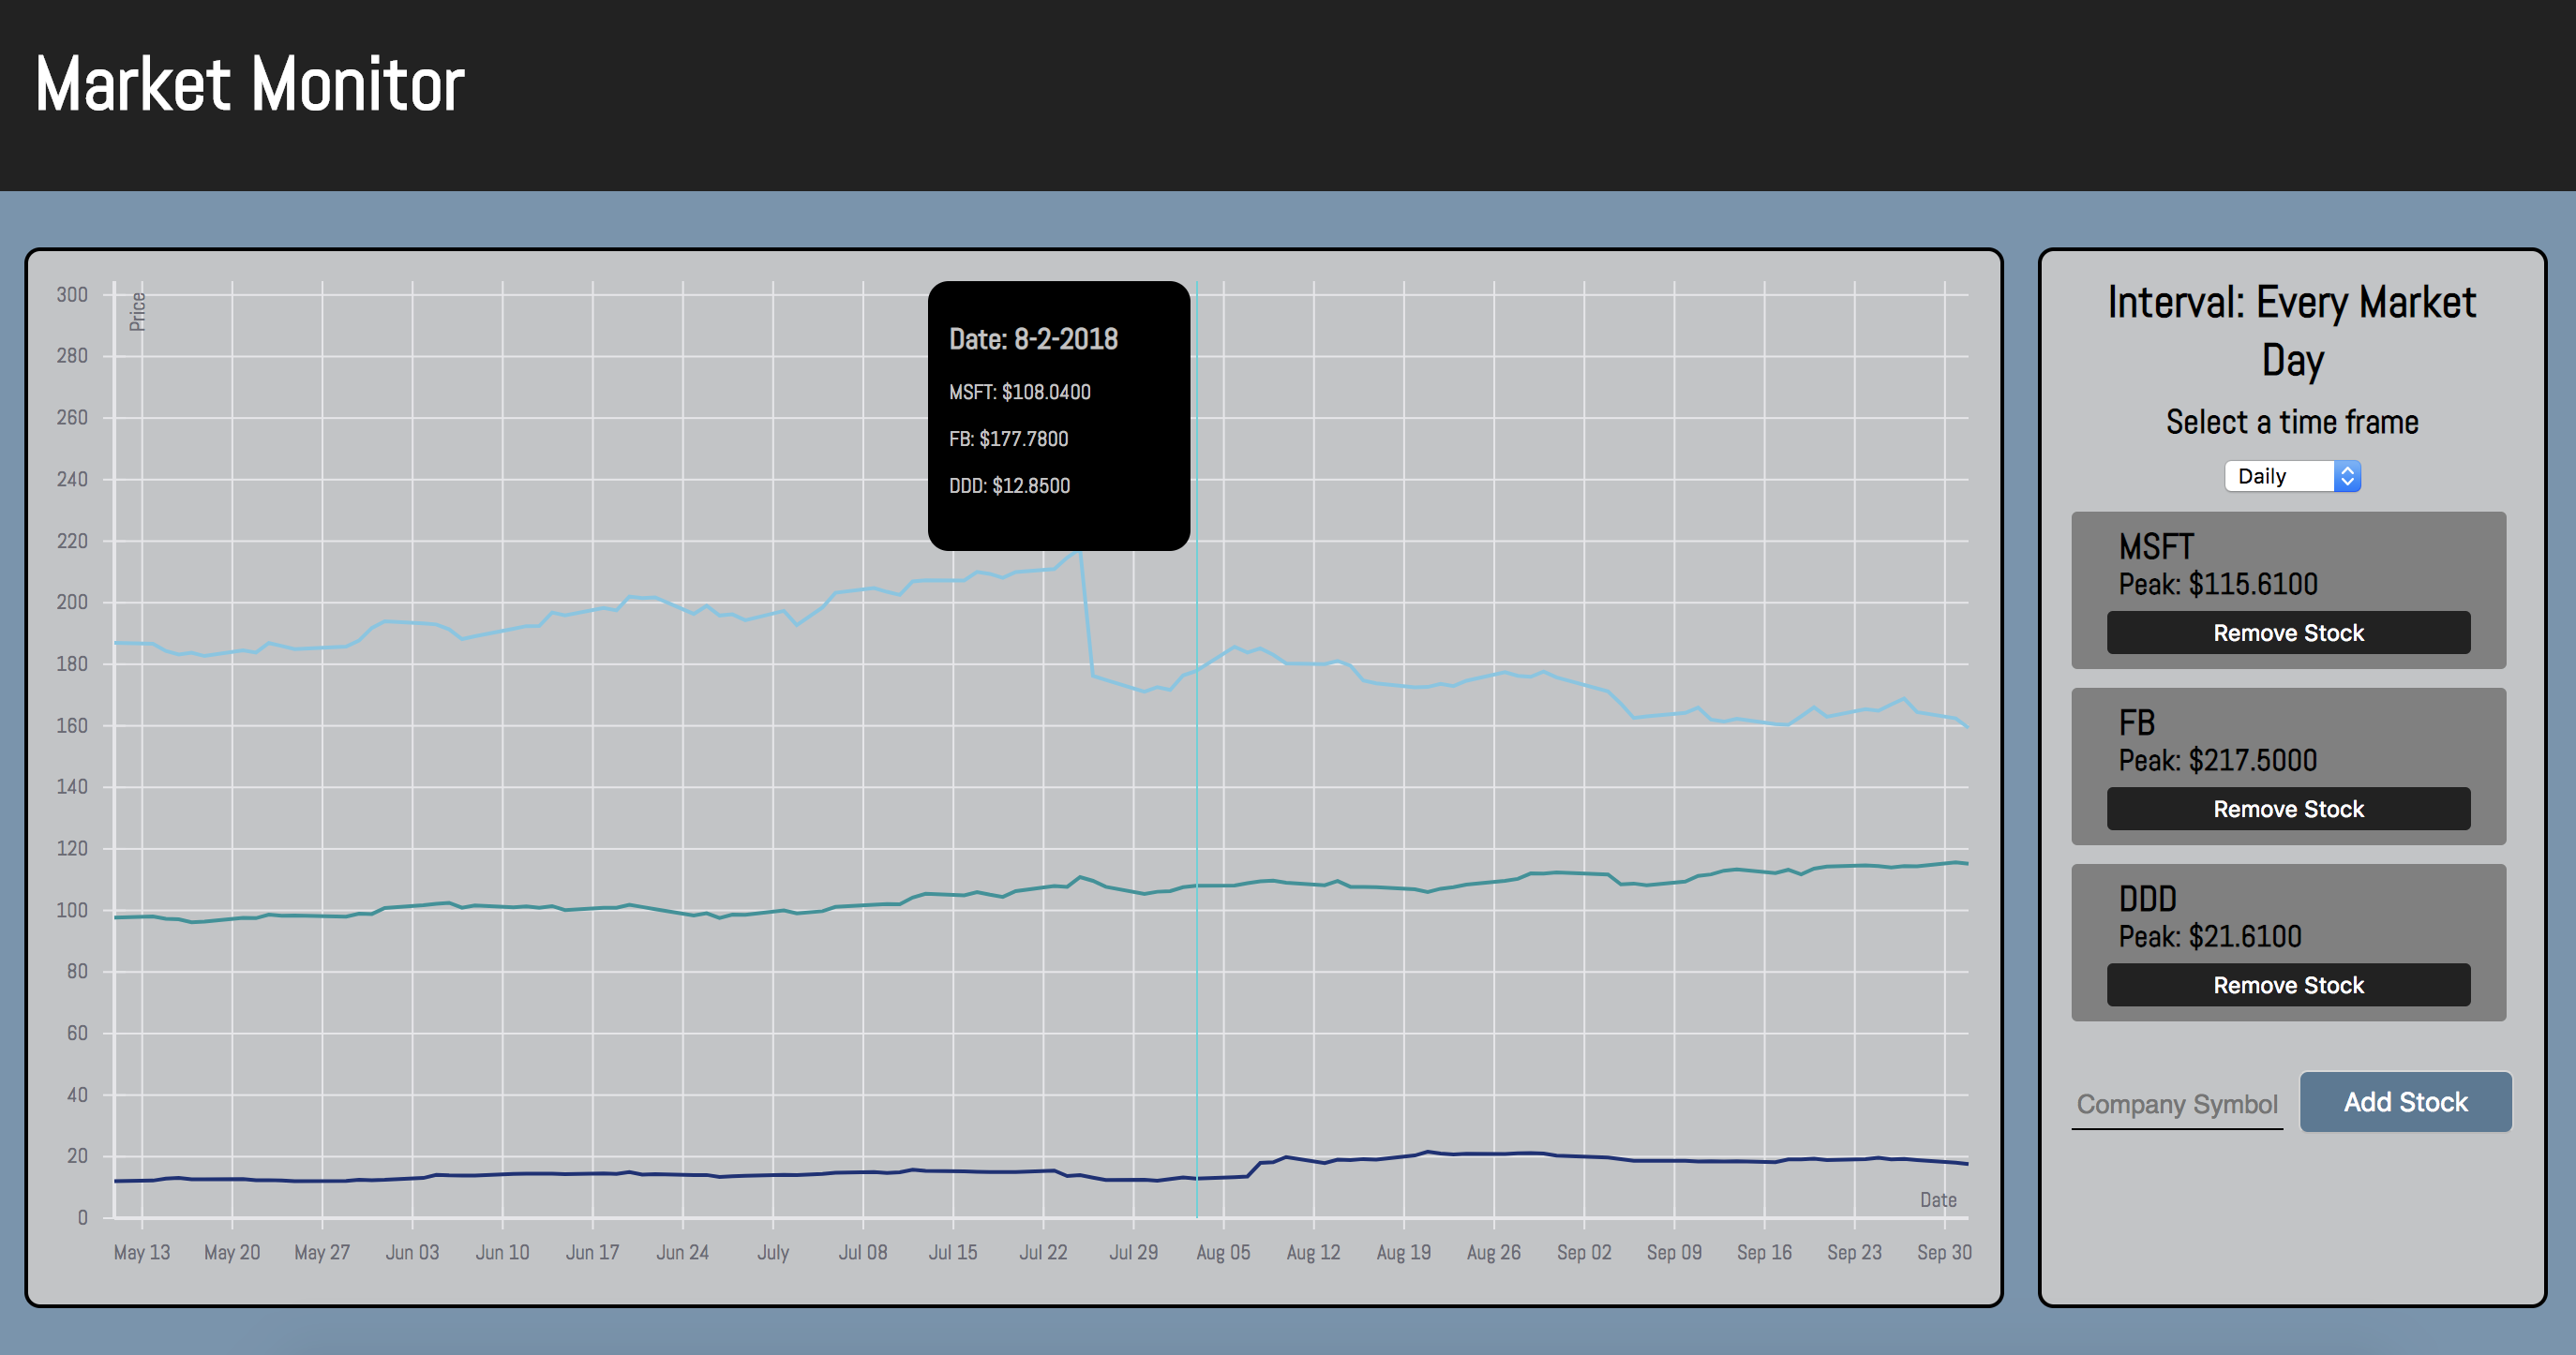 Market Monitor
Price
300
280
260
240
220
200
180
160
140
120
100
80
60
40
20
0
Date: 8-2-2018
MSFT: $108.0400
FB: $177.7800
DDD: $12.8500
Date
May 13 May 20 May 27 Jun 03 Jun 10 Jun 17 Jun 24 July Jul 08 Jul 15 Jul 22 Jul 29 Aug 05 Aug 12 Aug 19 Aug 26 Sep 02 Sep 09 Sep 16 Sep 23 Sep 30
Interval: Every Market
Day
Select a time frame
Daily
MSFT
Peak: $115.6100
Remove Stock
FB
Peak: $217.5000
Remove Stock
DDD
Peak: $21.6100
Remove Stock
Company Symbol
Add Stock